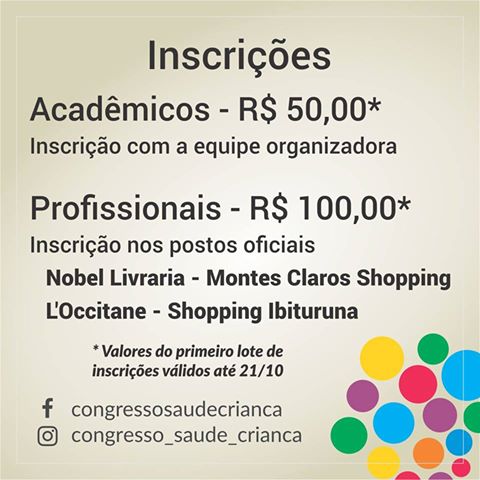 Inscrições
Acadêmicos - R$ 50,00*
Inscrição com a equipe organizadora
Profissionais - R$ 100,00*
Inscrição nos postos oficiais
Nobel Livraria - Montes Claros Shopping
L'Occitane - Shopping Ibituruna
* Valores do primeiro lote de
inscrições válidos até 21/10
congressosaudecrianca
congresso_saude_crianca